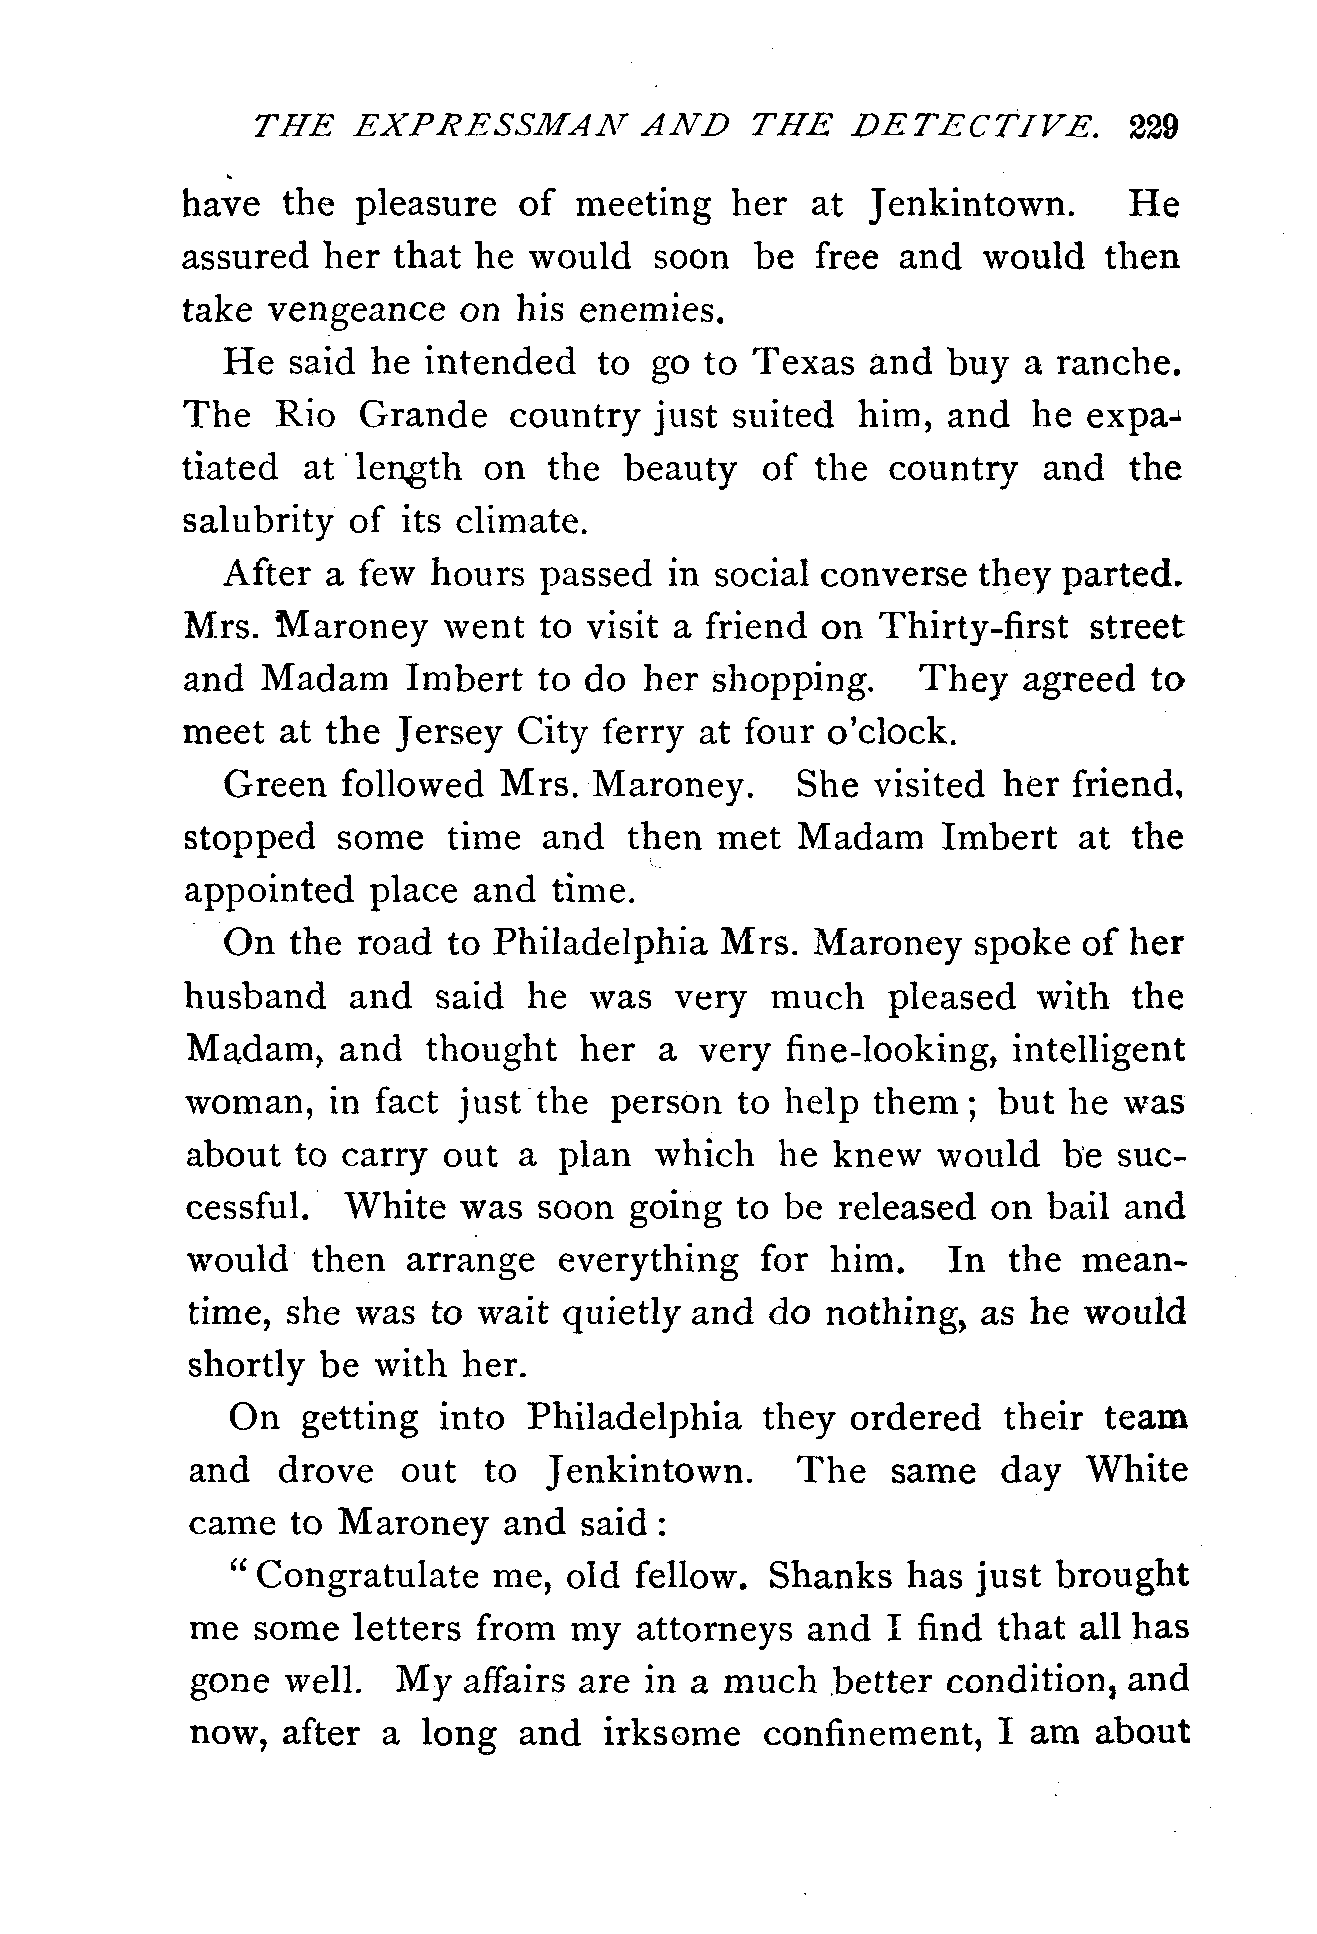 THE EXPRESSMAN AND THE DETECTIVE. 229
have the pleasure of meeting her at Jenkintown. He
assured her that he would soon be free and would then
take vengeance on his enemies.
He said he intended to go to Texas and buy a ranche.
The Rio Grande country just suited him, and he expa-
tiated at length on the beauty of the country and the
salubrity of its climate.
After a few hours passed in social converse they parted.
Mrs. Maroney went to visit a friend on Thirty-first street
and Madam Imbert to do her shopping. They agreed to
meet at the Jersey City ferry at four o'clock.
Green followed Mrs. Maroney. She visited her friend,
stopped some time and then met Madam Imbert at the
appointed place and time.
On the road to Philadelphia Mrs. Maroney spoke of her
husband and said he was very much pleased with the
Madam, and thought her a very fine-looking, intelligent
woman, in fact just the person to help them; but he was
about to carry out a plan which he knew would be suc-
cessful. White was soon going to be released on bail and
would then arrange everything for him. In the mean-
time, she was to wait quietly and do nothing, as he would
shortly be with her.
On getting into Philadelphia they ordered their team
and drove out to Jenkintown. The same day White
came to Maroney and said:
"Congratulate me, old fellow. Shanks has just brought
me some letters from my attorneys and I find that all has
gone well. My affairs are in a much better condition, and
now, after a long and irksome confinement, I am about